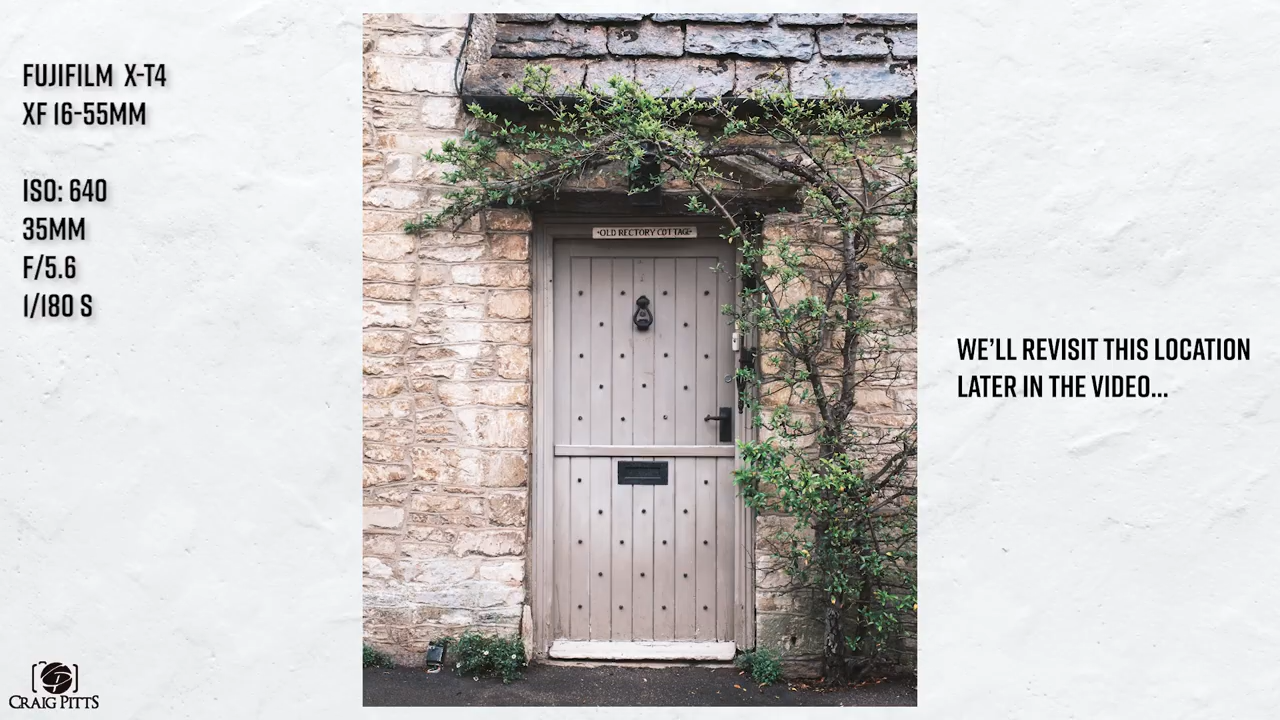 FUJIFILM X-T4
XF 16-55MM
ISO: 640
35MM
F/5.6
1/180 S
•OLD RECTORY COTTAGE•
WE'LL REVISIT THIS LOCATION
LATER IN THE VIDEO...
CRAIG PITTS